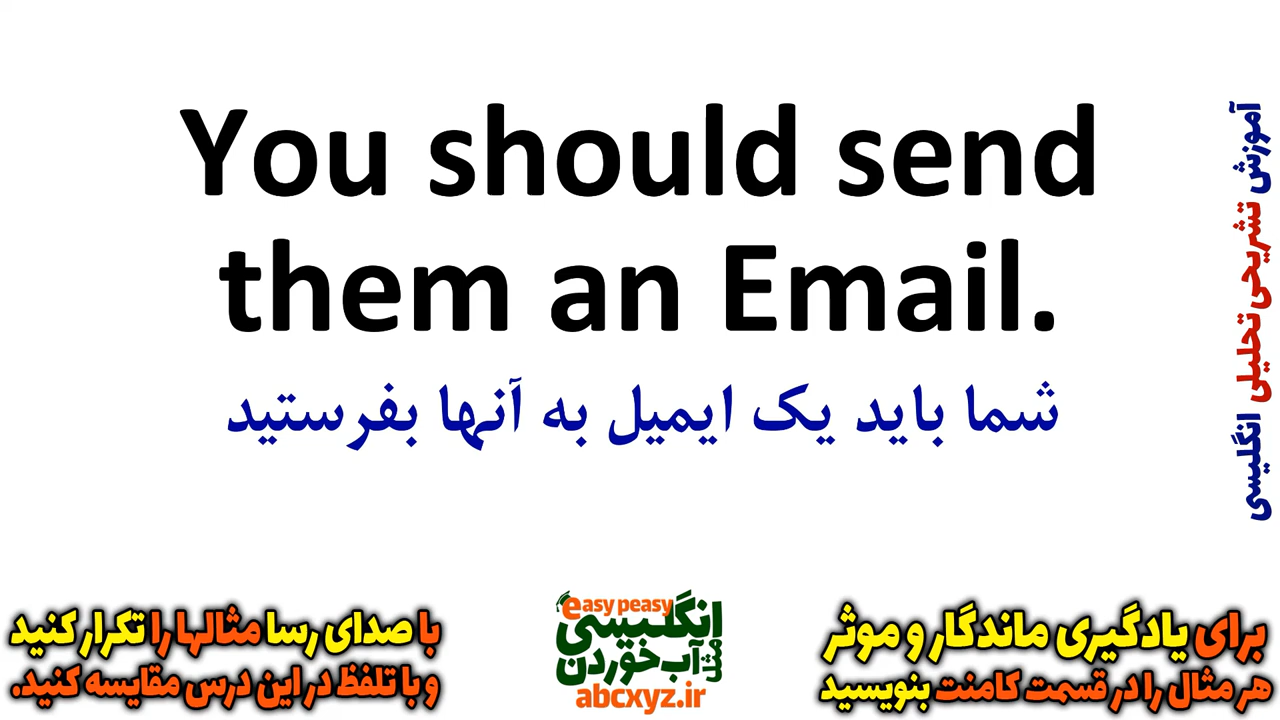 You should send
them an Email.
شما باید یک ایمیل به آنها بفرستید
آموزش تشریحی تحلیلی انگلیسی
برای یادگیری ماندگار و موثر
هر مثال را در قسمت کامنت بنویسید
easy peasy
انگلیسی
مثل آب خوردن
abcxyz.ir
با صدای رسا مثالها را تکرار کنید
و با تلفظ در این درس مقایسه کنید.